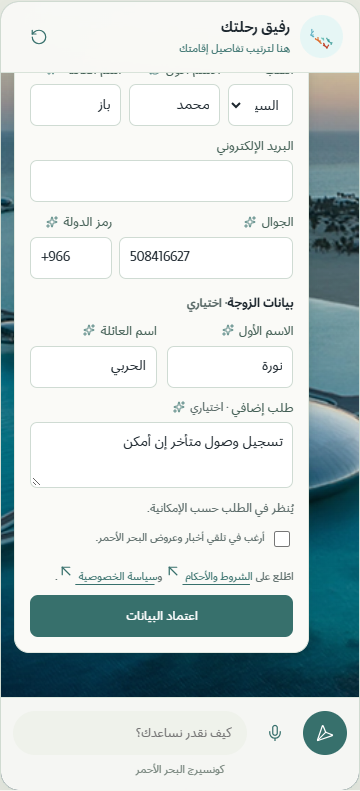 رفيق رحلتك
هنا لترتيب تفاصيل إقامتك
السي
محمد
باز
البريد الإلكتروني
الجوال
رمز الدولة
508416627
+966
بيانات الزوجة · اختياري
الاسم الأول
اسم العائلة
نورة
الحربي
طلب إضافي · اختياري
تسجيل وصول متأخر إن أمكن
يُنظر في الطلب حسب الإمكانية.
أرغب في تلقي أخبار وعروض البحر الأحمر.
اطّلع على الشروط والأحكام وسياسة الخصوصية.
اعتماد البيانات
كيف نقدر نساعدك؟
كونسيرج البحر الأحمر